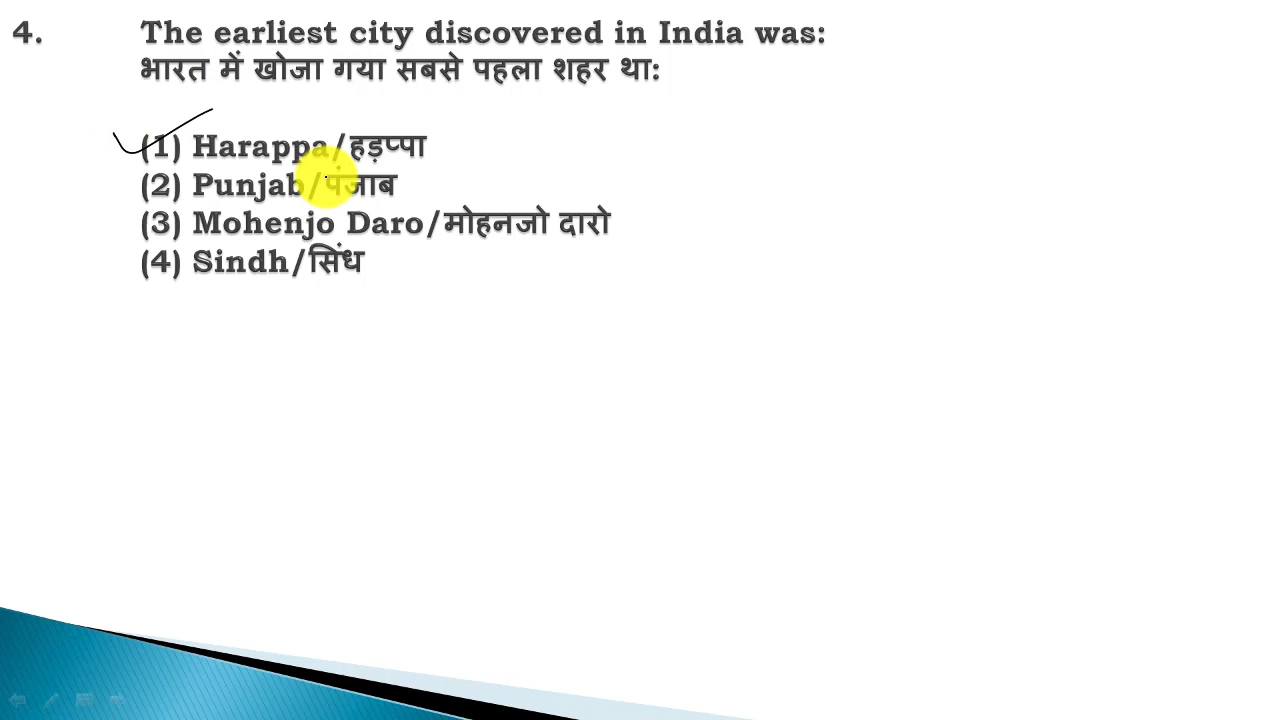 4. The earliest city discovered in India was:
भारत में खोजा गया सबसे पहला शहर था:
(1) Harappa/हड़प्पा
(2) Punjab/पंजाब
(3) Mohenjo Daro/मोहनजो दारो
(4) Sindh/सिंध